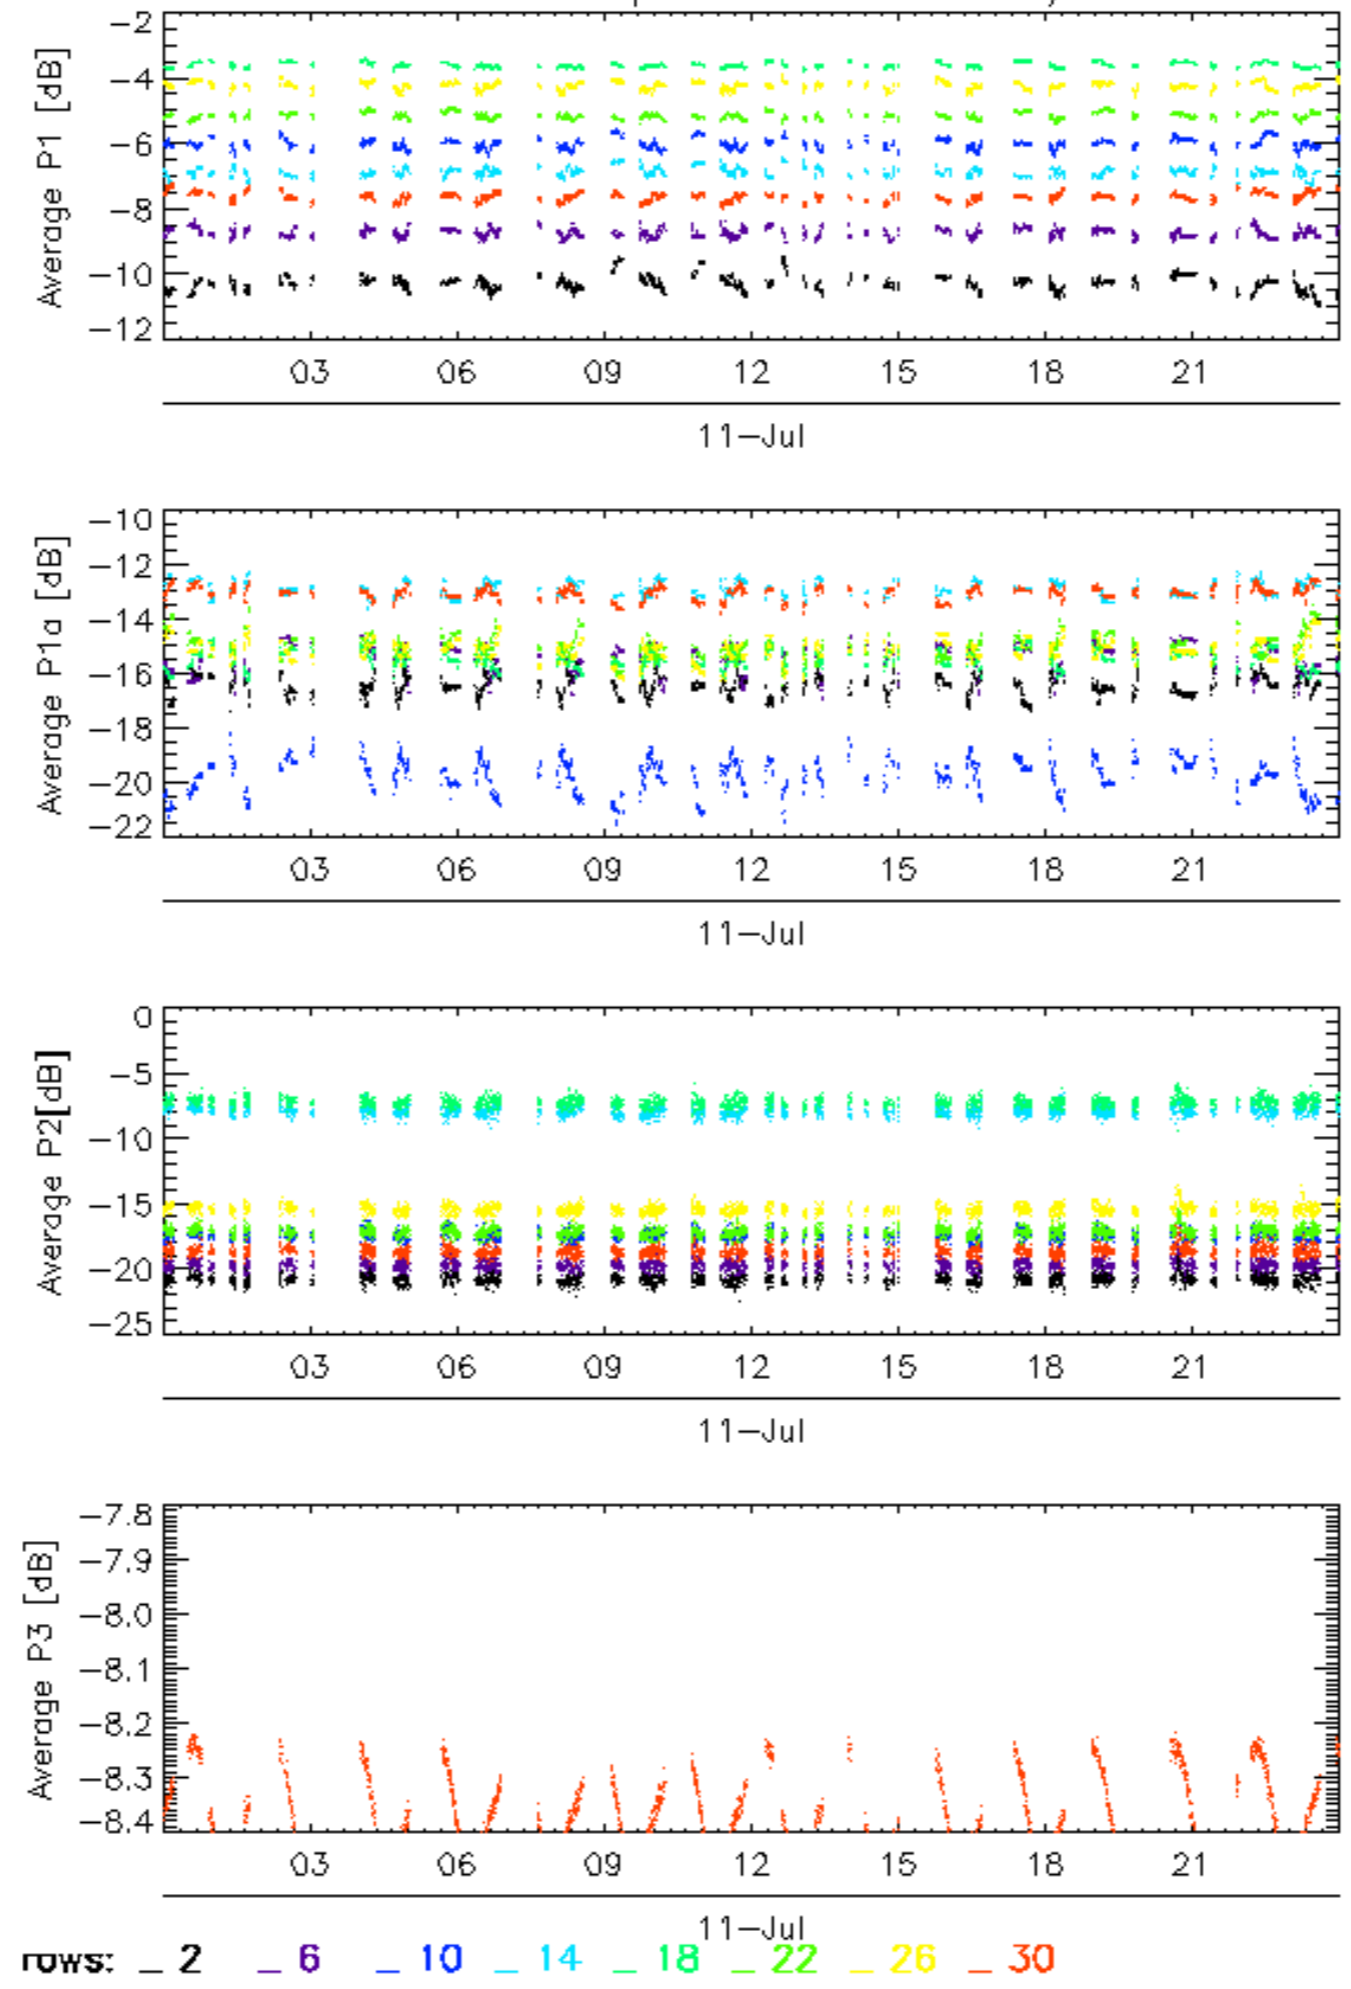 Average P1 [dB]
-2
-4
-6
-8
-10
-12
03 06 09 12 15 18 21
11-Jul
Average P1a [dB]
-10
-12
-14
-16
-18
-20
-22
03 06 09 12 15 18 21
11-Jul
Average P2[dB]
0
-5
-10
-15
-20
-25
03 06 09 12 15 18 21
11-Jul
Average P3 [dB]
-7.8
-7.9
-8.0
-8.1
-8.2
-8.3
-8.4
03 06 09 12 15 18 21
11-Jul
rows: _ 2 _ 6 _ 10 _ 14 _ 18 _ 22 _ 26 _ 30